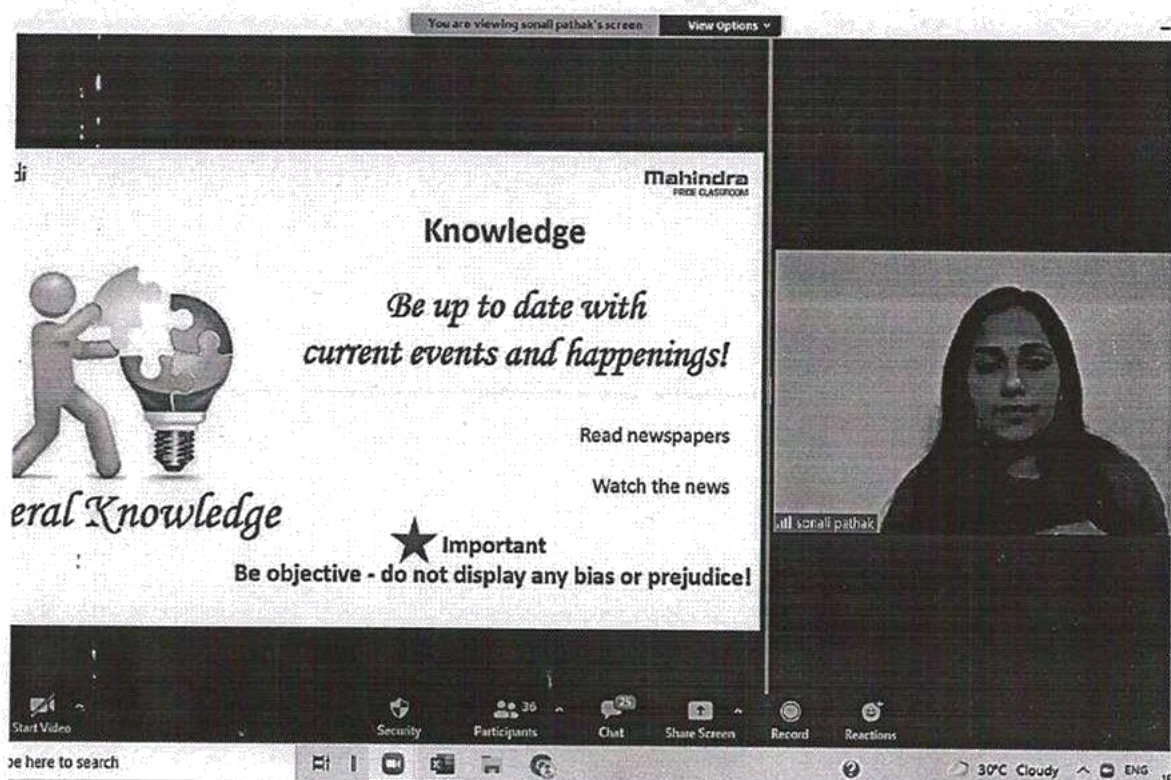 You are viewing sonali pathak's screen View Options
di
Mahindra
PRIDE CLASSROOM
Knowledge
Be up to date with
current events and happenings!
Read newspapers
Watch the news
eral Knowledge
Important
Be objective - do not display any bias or prejudice!
sonali pathak
Start Video
Security
36
Participants
25
Chat
Share Screen
Record
Reactions
pe here to search
30°C Cloudy
ENG